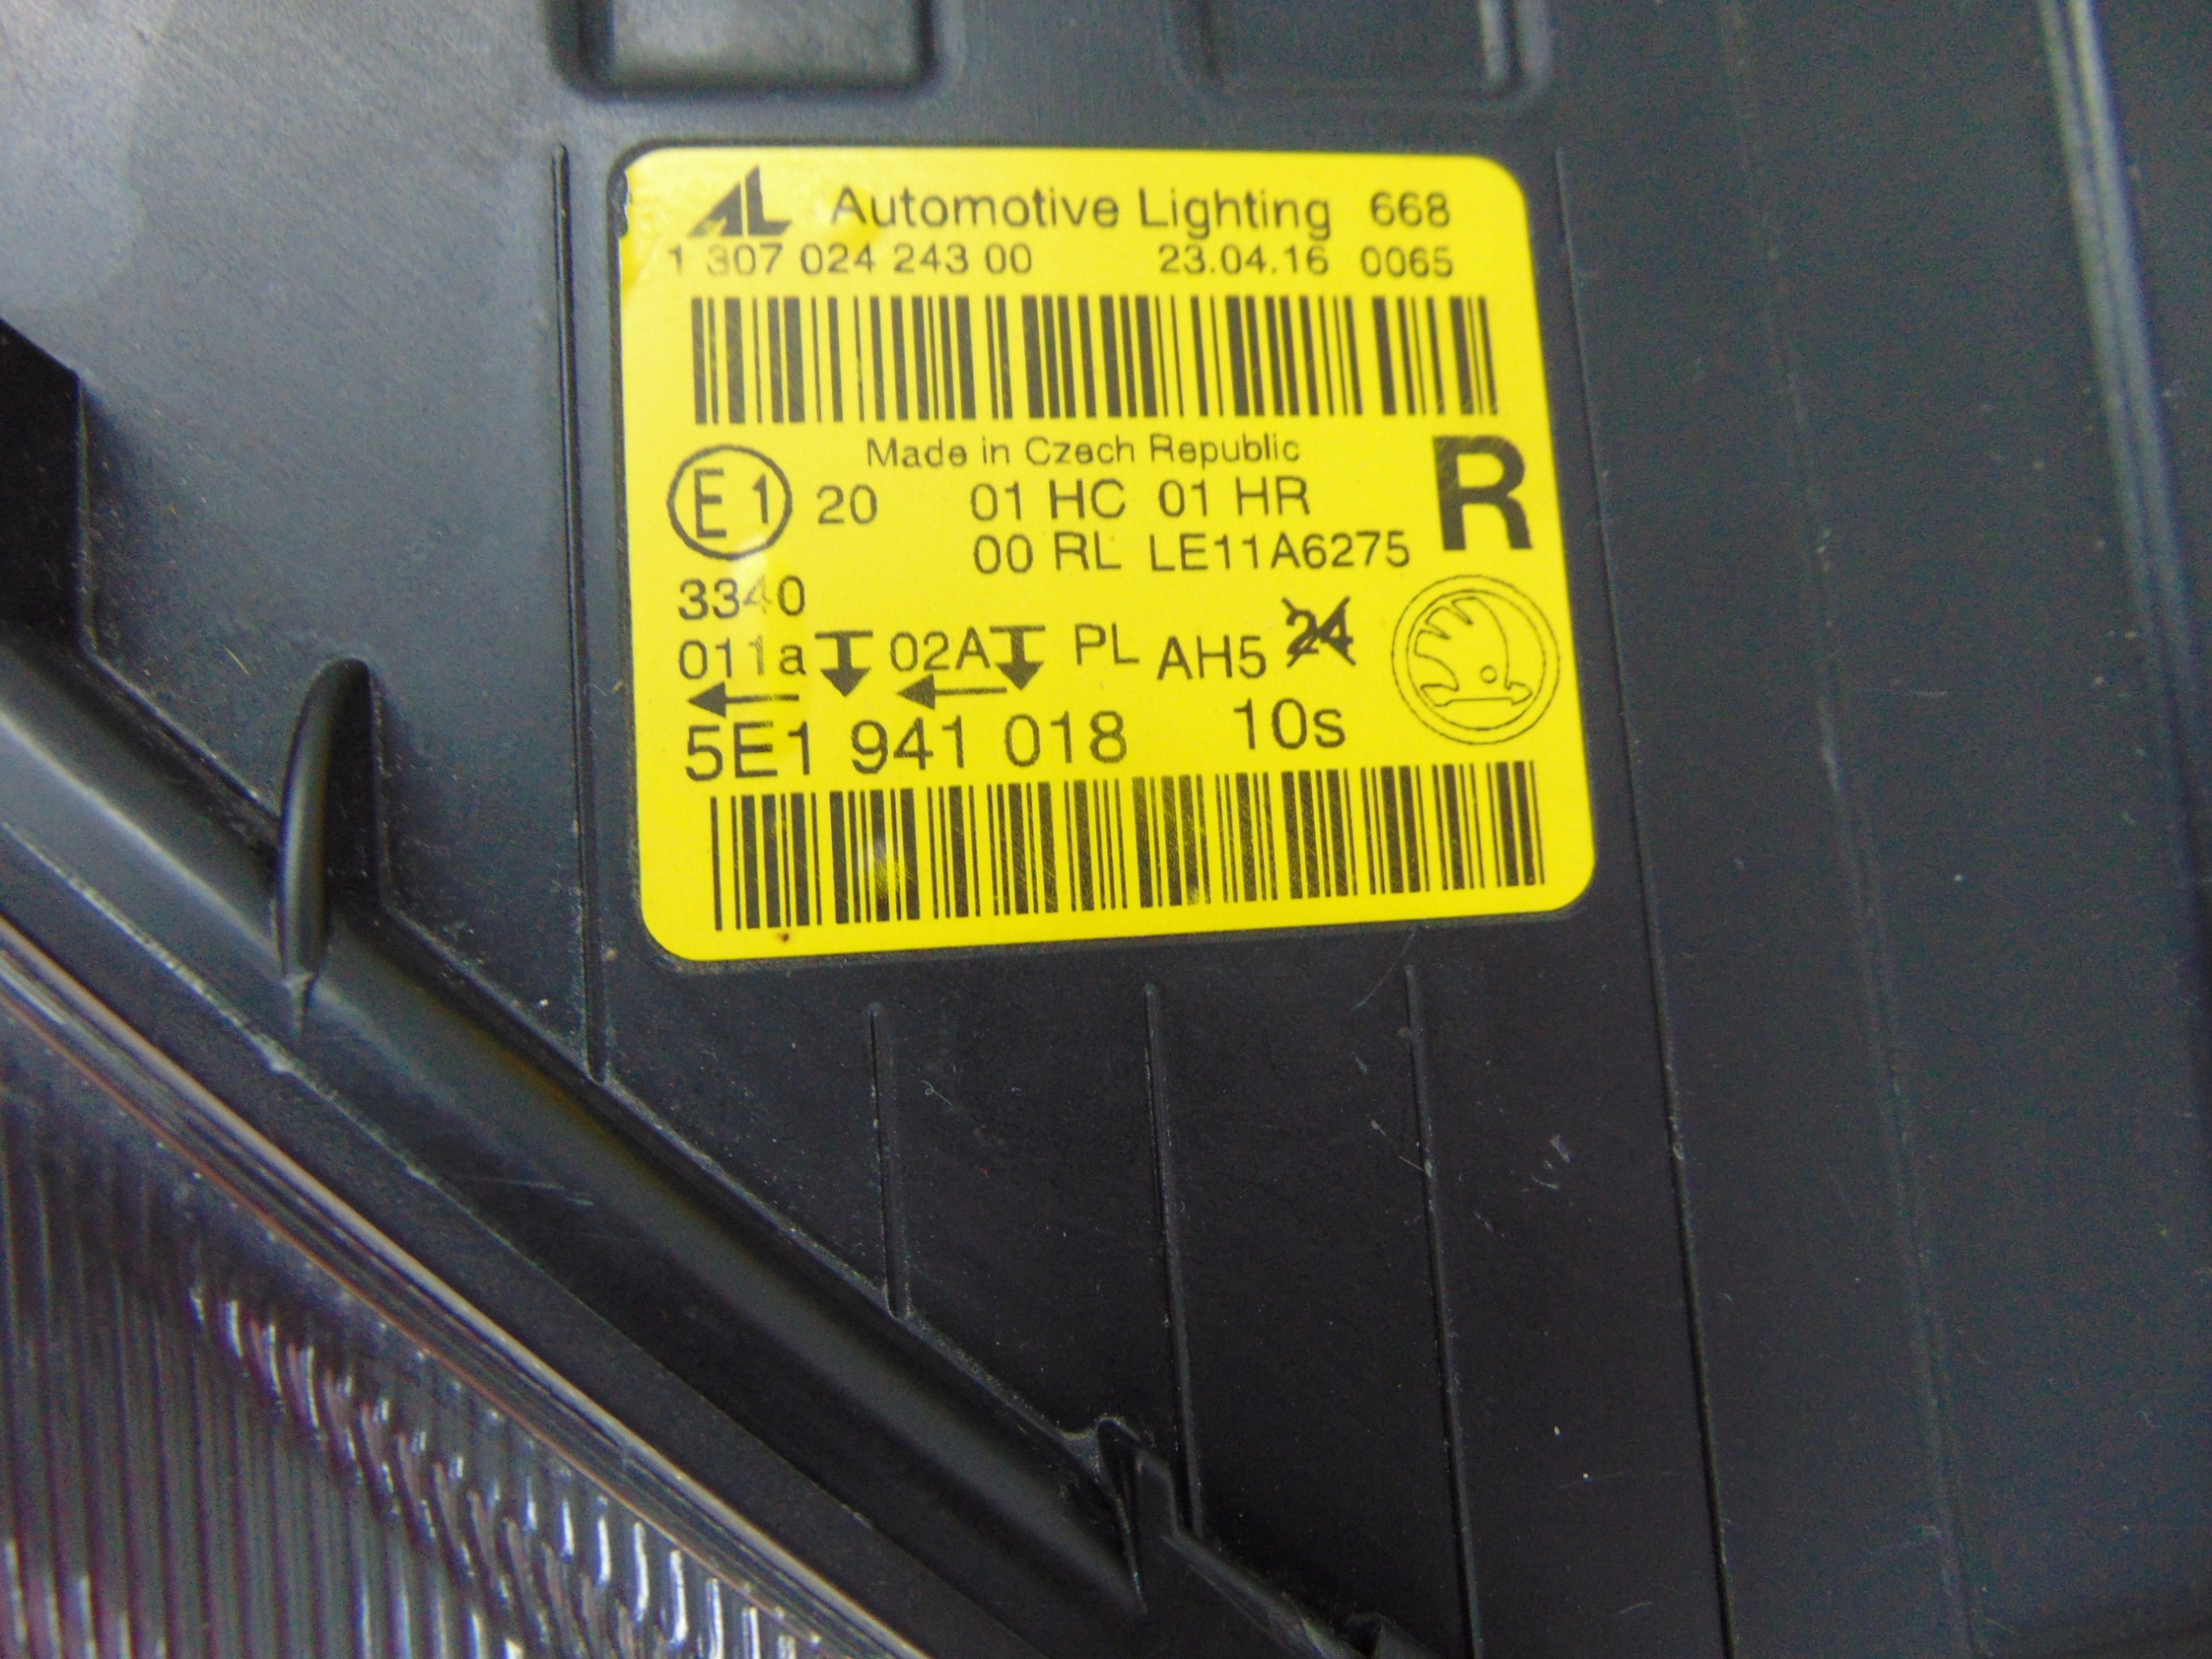 AL Automotive Lighting 668
1 307 024 243 00 23.04.16 0065
Made in Czech Republic
E1 20 01 HC 01 HR R
00 RL LE11A6275
3340
011a 02A PL AH5 24
5E1 941 018 10s